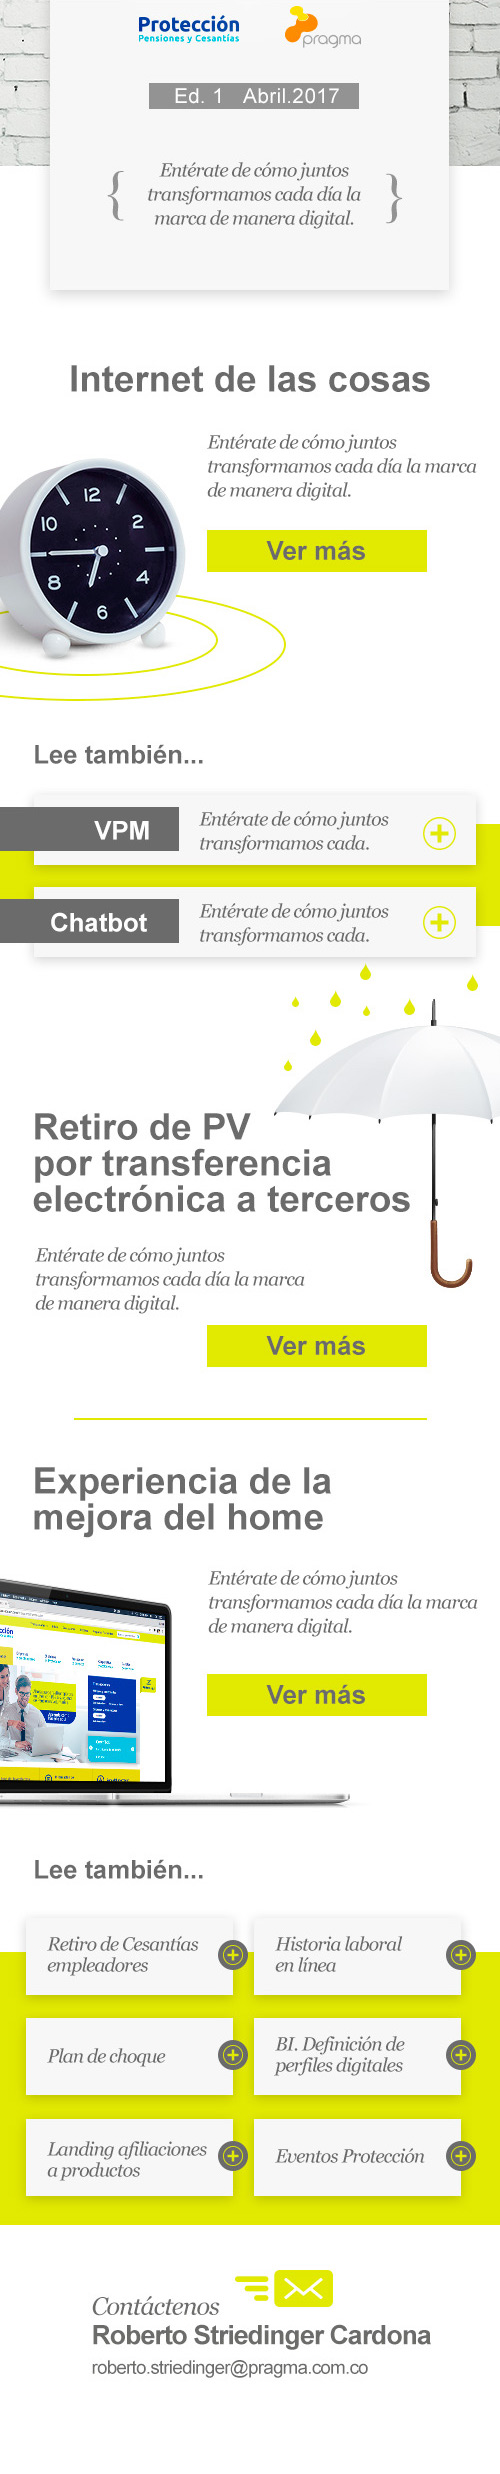 Protección
Pensiones y Cesantías
pragma
Ed. 1 Abril.2017
{ Entérate de cómo juntos
transformamos cada día la
marca de manera digital. }
Internet de las cosas
Entérate de cómo juntos
transformamos cada día la marca
de manera digital.
12
10
2
8
4
6
Ver más
Lee también...
VPM
Entérate de cómo juntos
transformamos cada.
Chatbot
Entérate de cómo juntos
transformamos cada.
Retiro de PV
por transferencia
electrónica a terceros
Entérate de cómo juntos
transformamos cada día la marca
de manera digital.
Ver más
Experiencia de la
mejora del home
Entérate de cómo juntos
transformamos cada día la marca
de manera digital.
Ver más
Lee también...
Retiro de Cesantías
empleadores
Historia laboral
en línea
Plan de choque
BI. Definición de
perfiles digitales
Landing afiliaciones
a productos
Eventos Protección
Contáctenos
Roberto Striedinger Cardona
roberto.striedinger@pragma.com.co